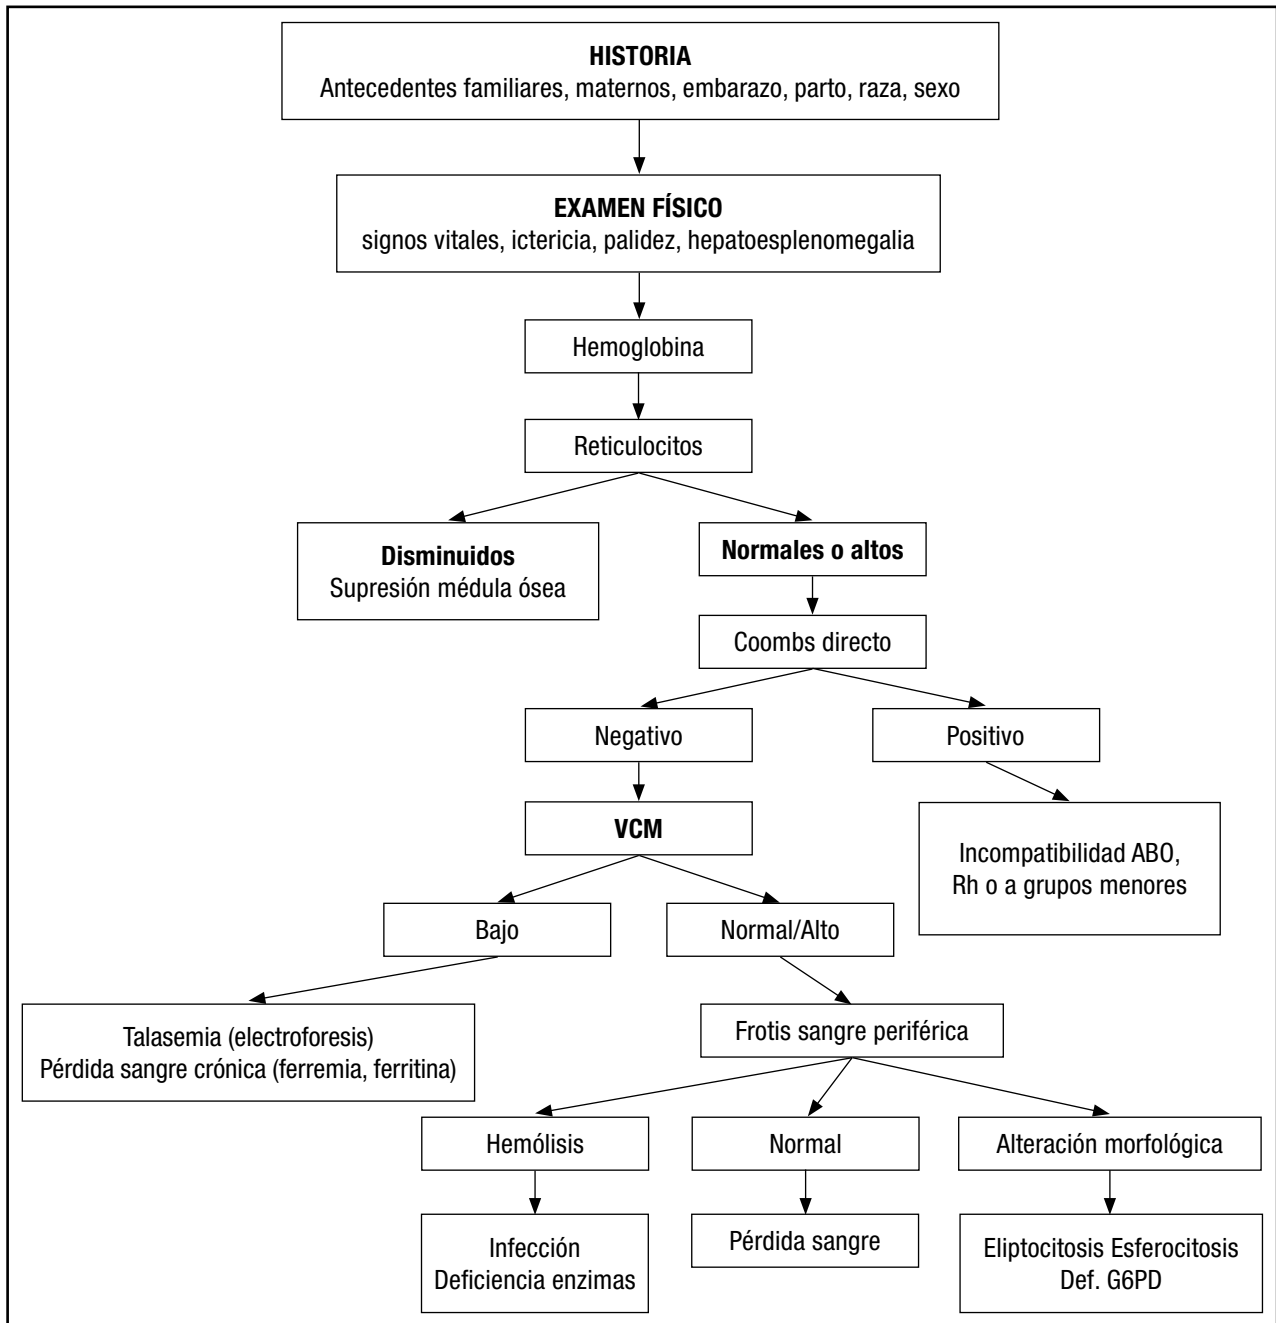 HISTORIA
Antecedentes familiares, maternos, embarazo, parto, raza, sexo
EXAMEN FÍSICO
signos vitales, ictericia, palidez, hepatoesplenomegalia
Hemoglobina
Reticulocitos
Disminuidos
Supresión médula ósea
Normales o altos
Coombs directo
Negativo
Positivo
VCM
Incompatibilidad ABO,
Rh o a grupos menores
Bajo
Normal/Alto
Talasemia (electroforesis)
Pérdida sangre crónica (ferremia, ferritina)
Frotis sangre periférica
Hemólisis
Normal
Alteración morfológica
Infección
Deficiencia enzimas
Pérdida sangre
Eliptocitosis Esferocitosis
Def. G6PD